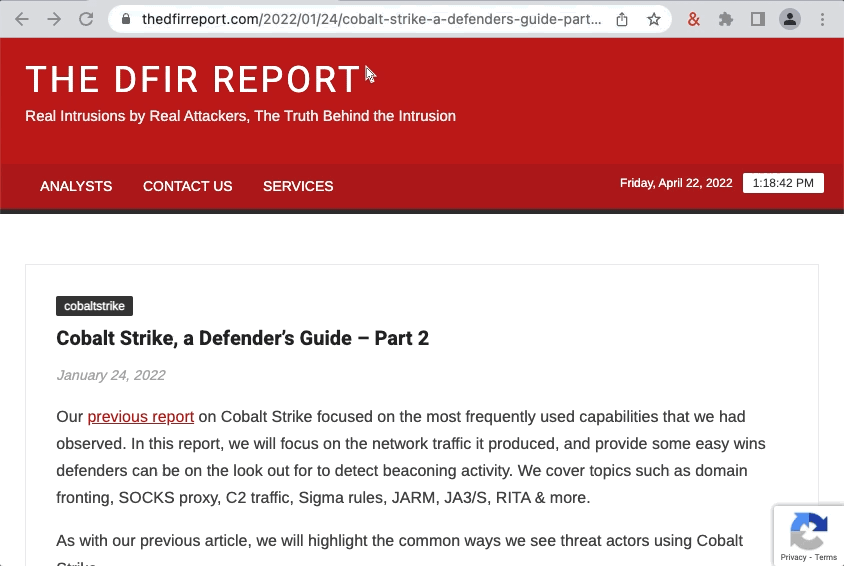 thedfirreport.com/2022/01/24/cobalt-strike-a-defenders-guide-part...
THE DFIR REPORT
Real Intrusions by Real Attackers, The Truth Behind the Intrusion
ANALYSTS CONTACT US SERVICES Friday, April 22, 2022 1:18:42 PM
cobaltstrike
Cobalt Strike, a Defender’s Guide – Part 2
January 24, 2022
Our previous report on Cobalt Strike focused on the most frequently used capabilities that we had
observed. In this report, we will focus on the network traffic it produced, and provide some easy wins
defenders can be on the look out for to detect beaconing activity. We cover topics such as domain
fronting, SOCKS proxy, C2 traffic, Sigma rules, JARM, JA3/S, RITA & more.
As with our previous article, we will highlight the common ways we see threat actors using Cobalt
Privacy - Terms